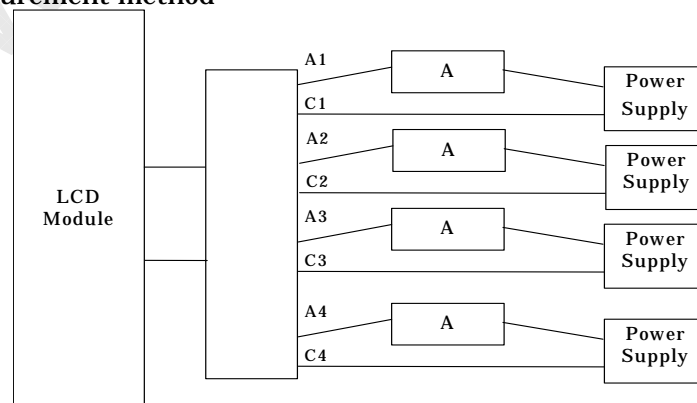 urement method
A1
A
Power
Supply
C1
A2
A
Power
Supply
C2
LCD
Module
A3
A
Power
Supply
C3
A4
A
Power
Supply
C4